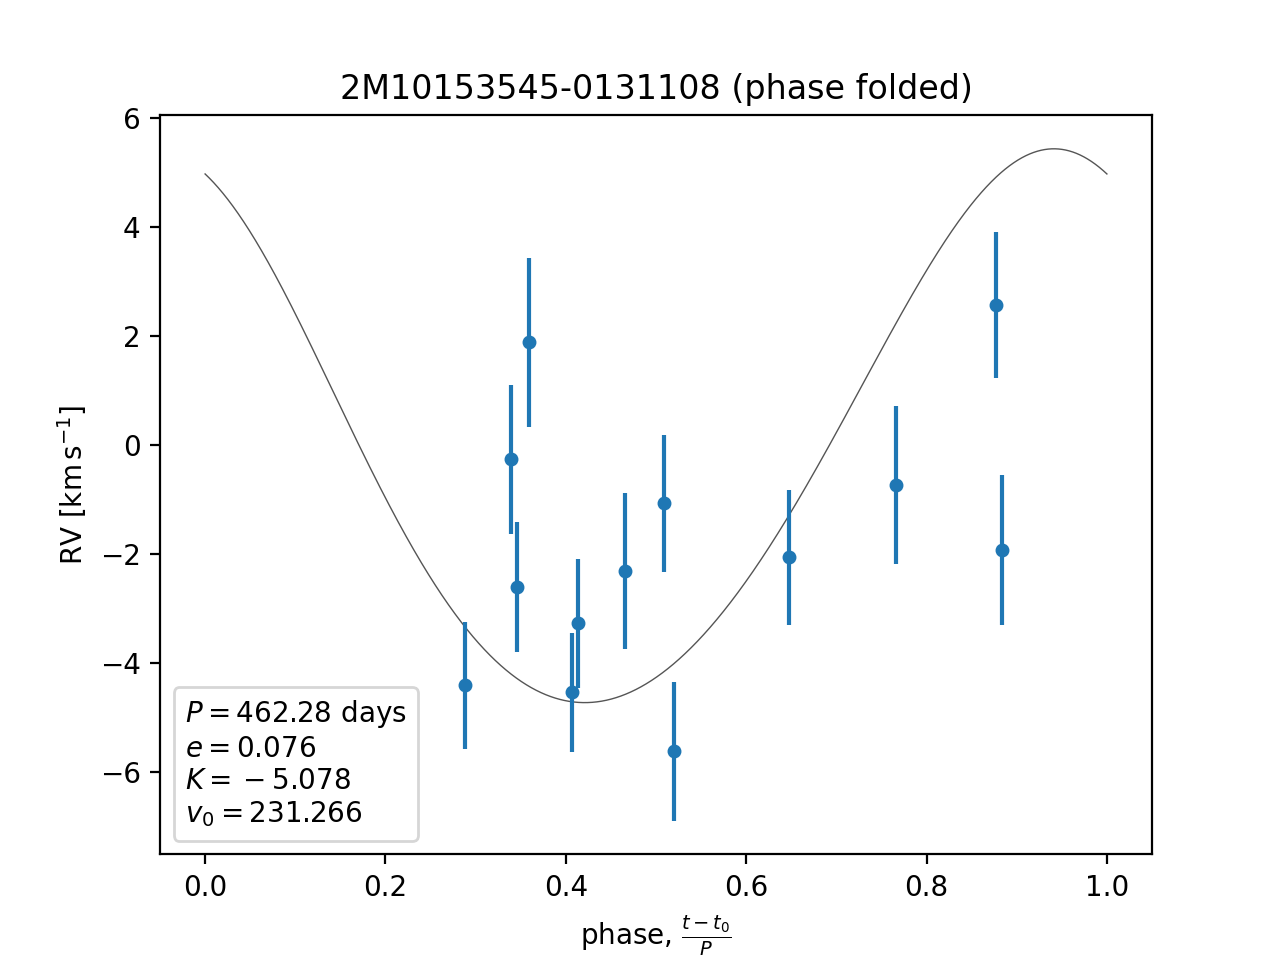 2M10153545-0131108 (phase folded)
6
4
2
0
−2
−4
−6
RV [km s⁻¹]
P = 462.28 days
e = 0.076
K = −5.078
v₀ = 231.266
0.0 0.2 0.4 0.6 0.8 1.0
phase, (t − t₀)/P